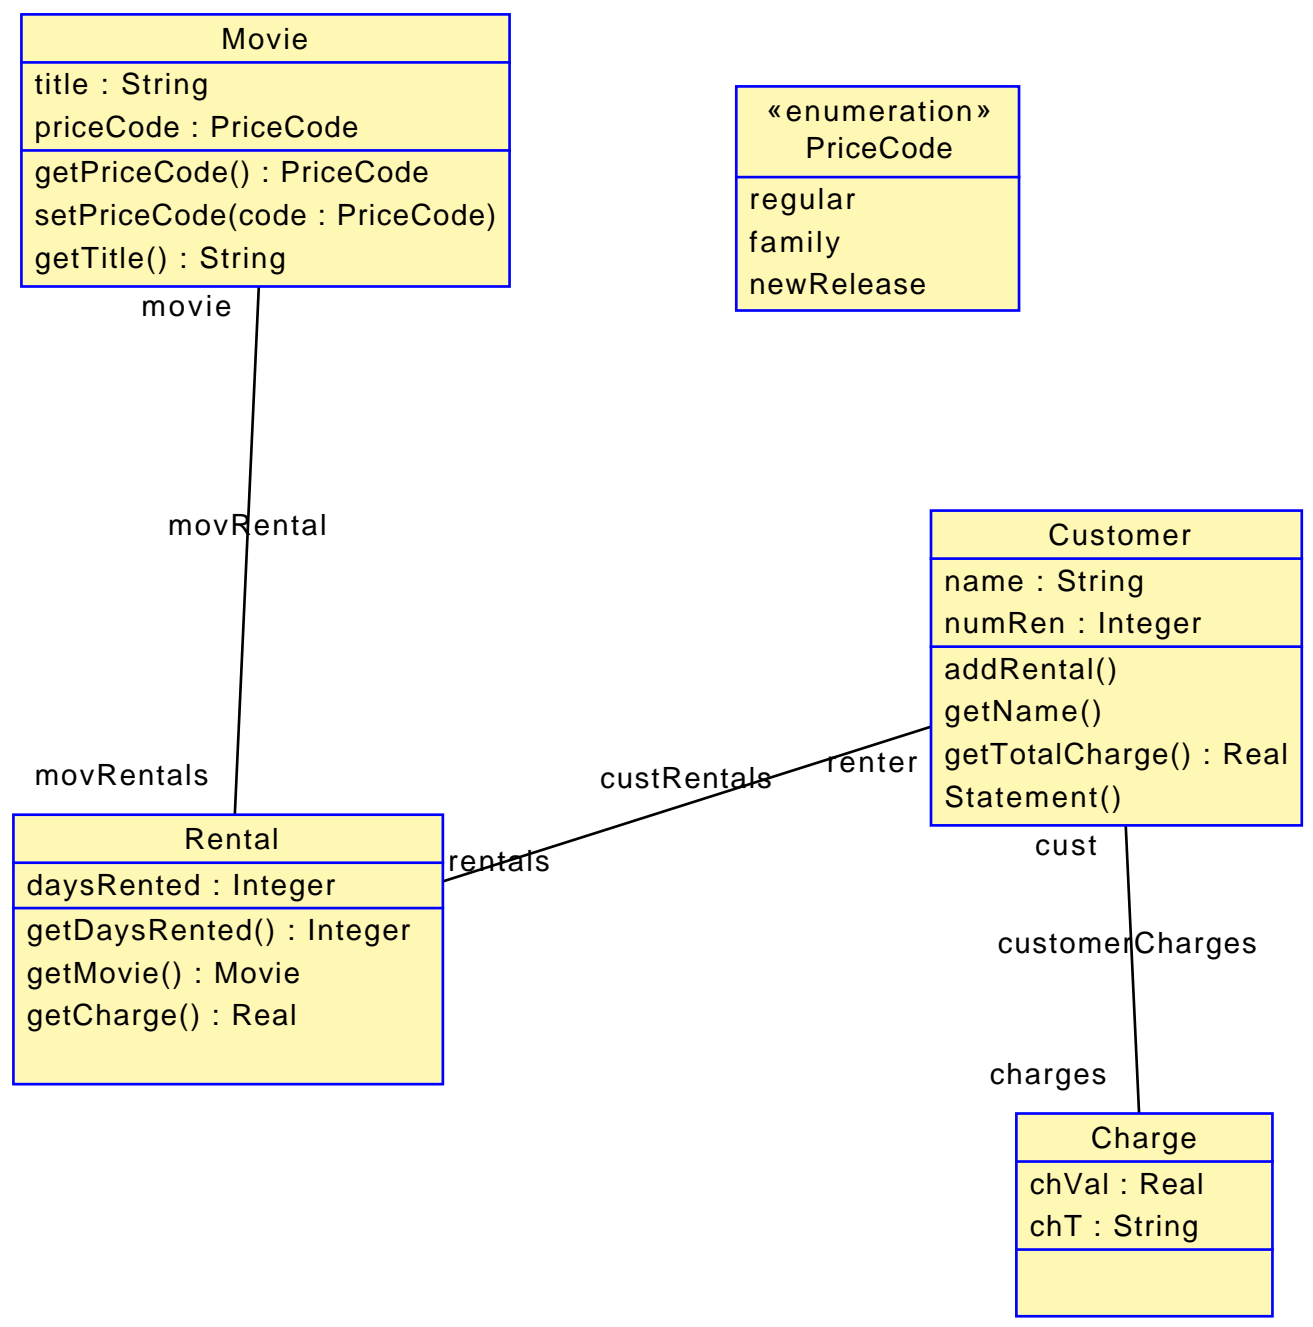 Movie
title : String
priceCode : PriceCode
getPriceCode() : PriceCode
setPriceCode(code : PriceCode)
getTitle() : String
«enumeration»
PriceCode
regular
family
newRelease
movie
movRental
movRentals
Customer
name : String
numRen : Integer
addRental()
getName()
getTotalCharge() : Real
Statement()
renter
custRentals
rentals
Rental
daysRented : Integer
getDaysRented() : Integer
getMovie() : Movie
getCharge() : Real
cust
customerCharges
charges
Charge
chVal : Real
chT : String